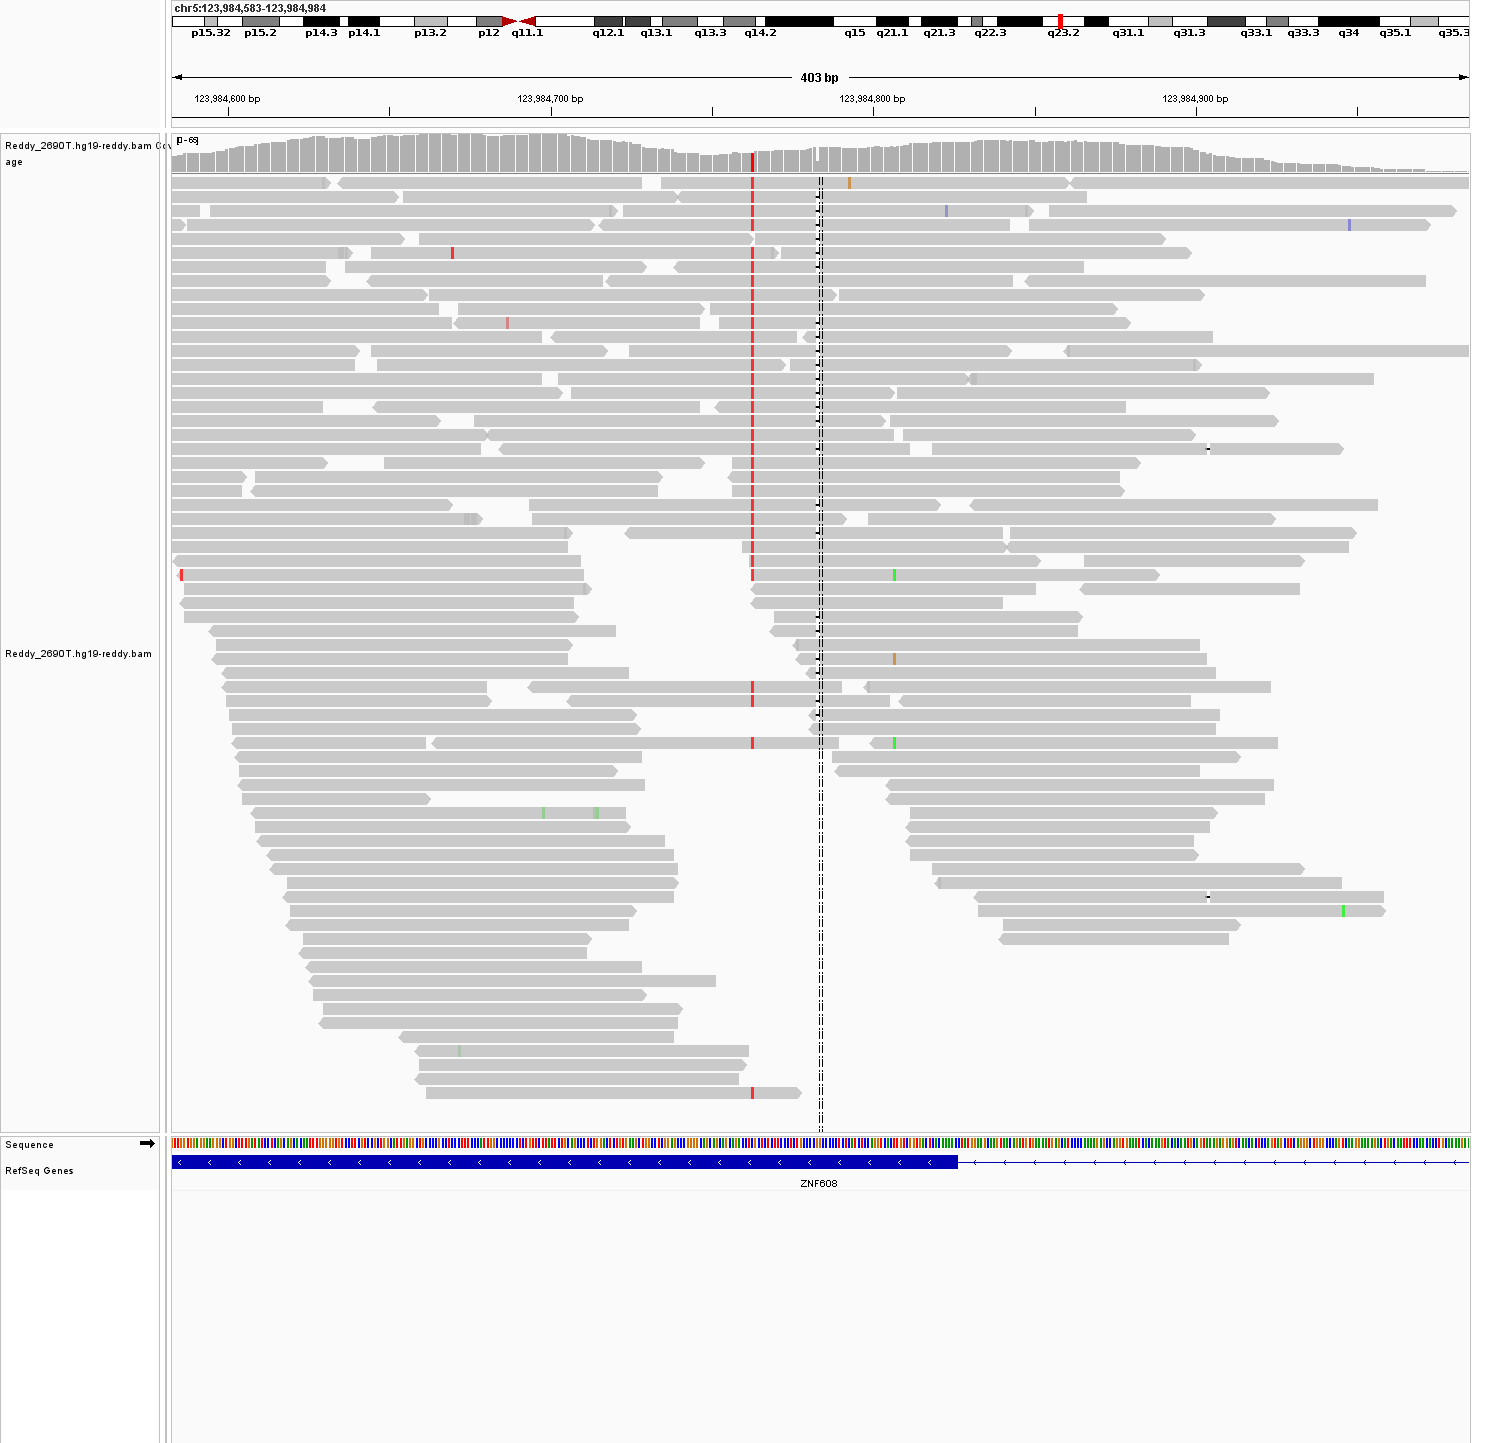 chr5:123,984,583-123,984,984
p15.32 p15.2 p14.3 p14.1 p13.2 p12 q11.1 q12.1 q13.1 q13.3 q14.2 q15 q21.1 q21.3 q22.3 q23.2 q31.1 q31.3 q33.1 q33.3 q34 q35.1 q35.3
403 bp
123,984,600 bp 123,984,700 bp 123,984,800 bp 123,984,900 bp
Reddy_2690T.hg19-reddy.bam Cov
age
Reddy_2690T.hg19-reddy.bam
Sequence
RefSeq Genes
ZNF608